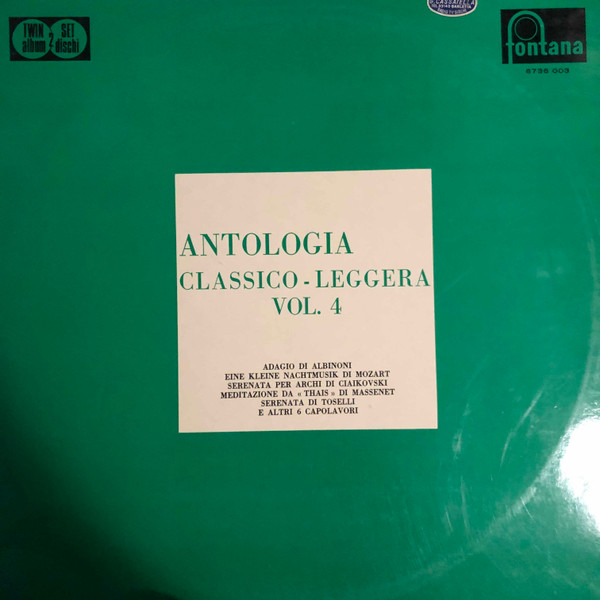 TWIN SET
album 2 dischi
fontana
6736 003
ANTOLOGIA
CLASSICO - LEGGERA
VOL. 4
ADAGIO DI ALBINONI
EINE KLEINE NACHTMUSIK DI MOZART
SERENATA PER ARCHI DI CIAIKOVSKI
MEDITAZIONE DA « THAIS » DI MASSENET
SERENATA DI TOSELLI
E ALTRI 6 CAPOLAVORI